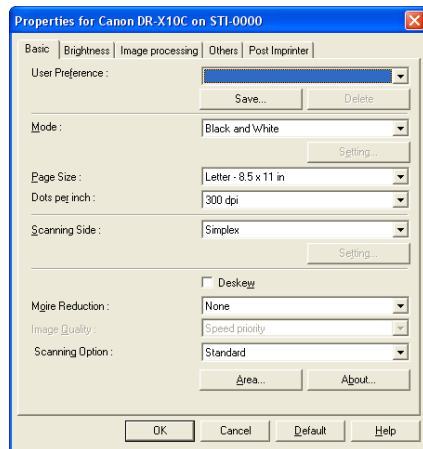 Properties for Canon DR-X10C on STI-0000
Basic Brightness Image processing Others Post Imprinter
User Preference :
Save... Delete
Mode : Black and White
Setting...
Page Size : Letter - 8.5 x 11 in
Dots per inch : 300 dpi
Scanning Side : Simplex
Setting...
Deskew
Moire Reduction : None
Image Quality : Speed priority
Scanning Option : Standard
Area... About...
OK Cancel Default Help